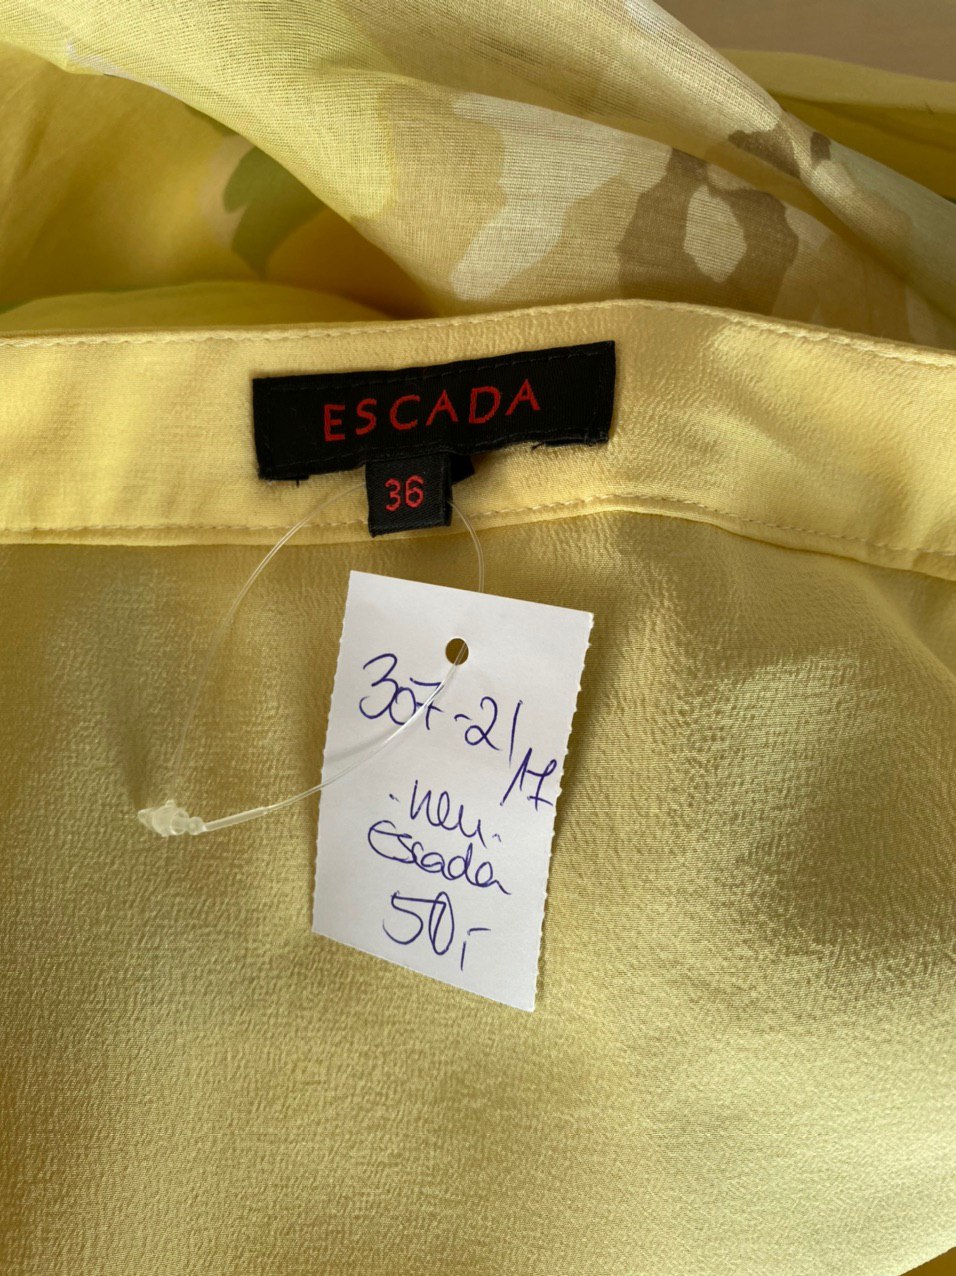 ESCADA
36
307-21/
17
-neu-
escada
50,-